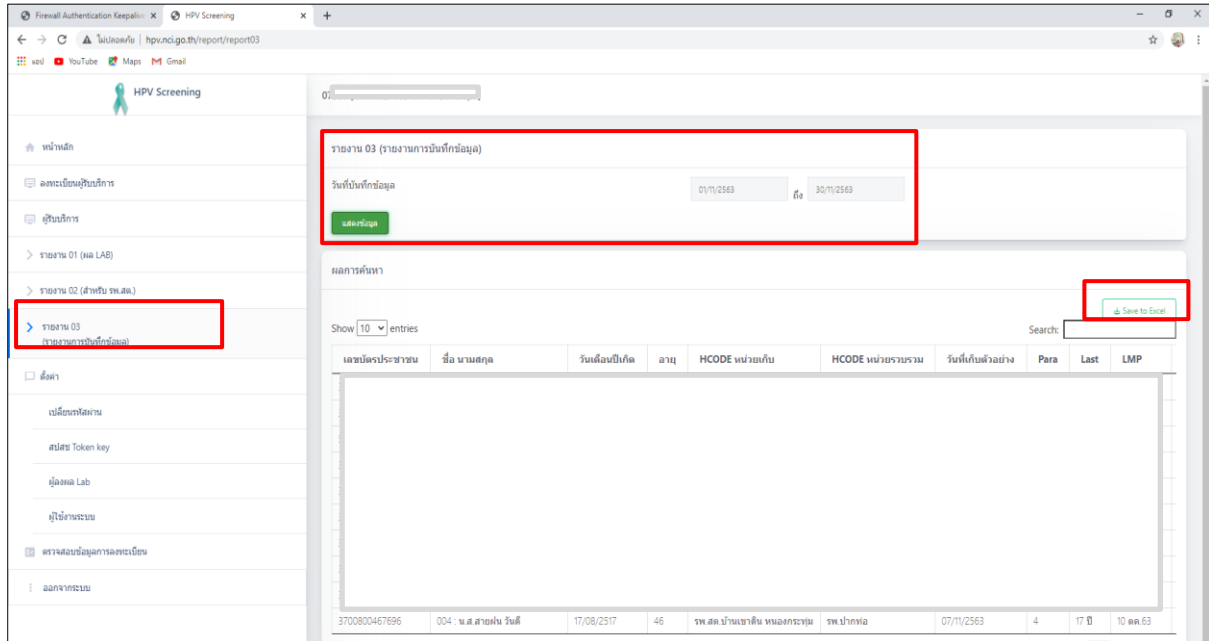 Firewall Authentication Keepaliv
HPV Screening
ไม่ปลอดภัย | hpv.nci.go.th/report/report03
แอป YouTube Maps Gmail
HPV Screening
หน้าหลัก
ลงทะเบียนผู้รับบริการ
ผู้รับบริการ
รายงาน 01 (ผล LAB)
รายงาน 02 (สำหรับ รพ.สต.)
รายงาน 03
(รายงานการบันทึกข้อมูล)
ตั้งค่า
เปลี่ยนรหัสผ่าน
สปสช Token key
ผู้ลงผล Lab
ผู้ใช้งานระบบ
ตรวจสอบข้อมูลการลงทะเบียน
ออกจากระบบ
รายงาน 03 (รายงานการบันทึกข้อมูล)
วันที่บันทึกข้อมูล 01/11/2563 ถึง 30/11/2563
แสดงข้อมูล
ผลการค้นหา
Save to Excel
Show 10 entries Search:
เลขบัตรประชาชน ชื่อ นามสกุล วันเดือนปีเกิด อายุ HCODE หน่วยเก็บ HCODE หน่วยรวบรวม วันที่เก็บตัวอย่าง Para Last LMP
3700800467696 004 : น.ส.สายฝน วันดี 17/08/2517 46 รพ.สต.บ้านเขาดิน หนองกระทุ่ม รพ.ปากท่อ 07/11/2563 4 17 ปี 10 ตค.63